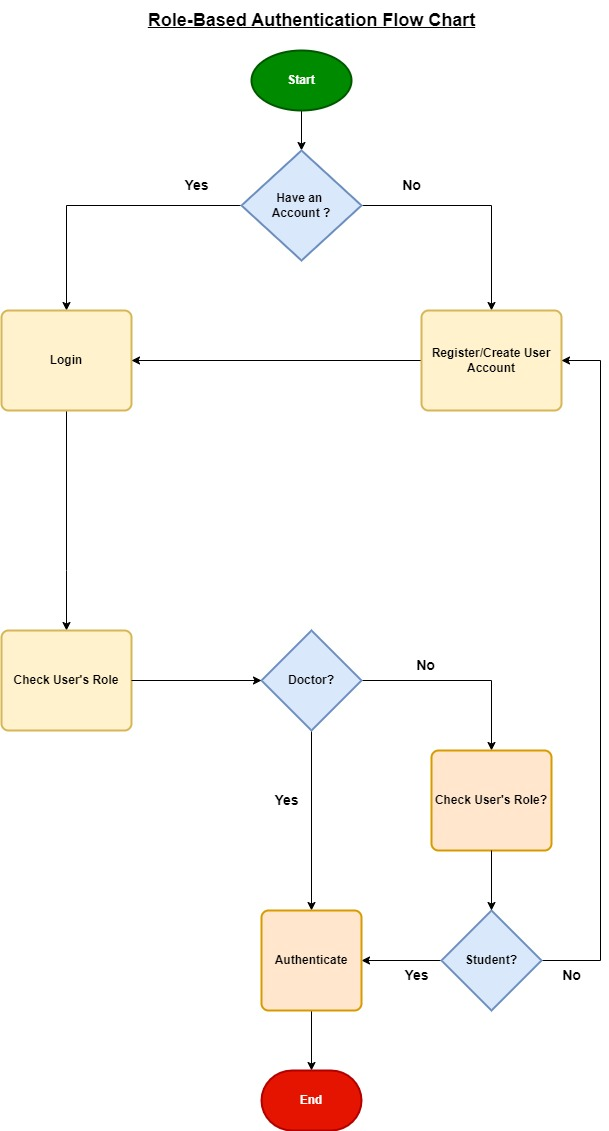 Role-Based Authentication Flow Chart
Start
Yes
No
Have an
Account ?
Login
Register/Create User
Account
Check User's Role
Doctor?
No
Yes
Check User's Role?
Authenticate
Student?
Yes
No
End